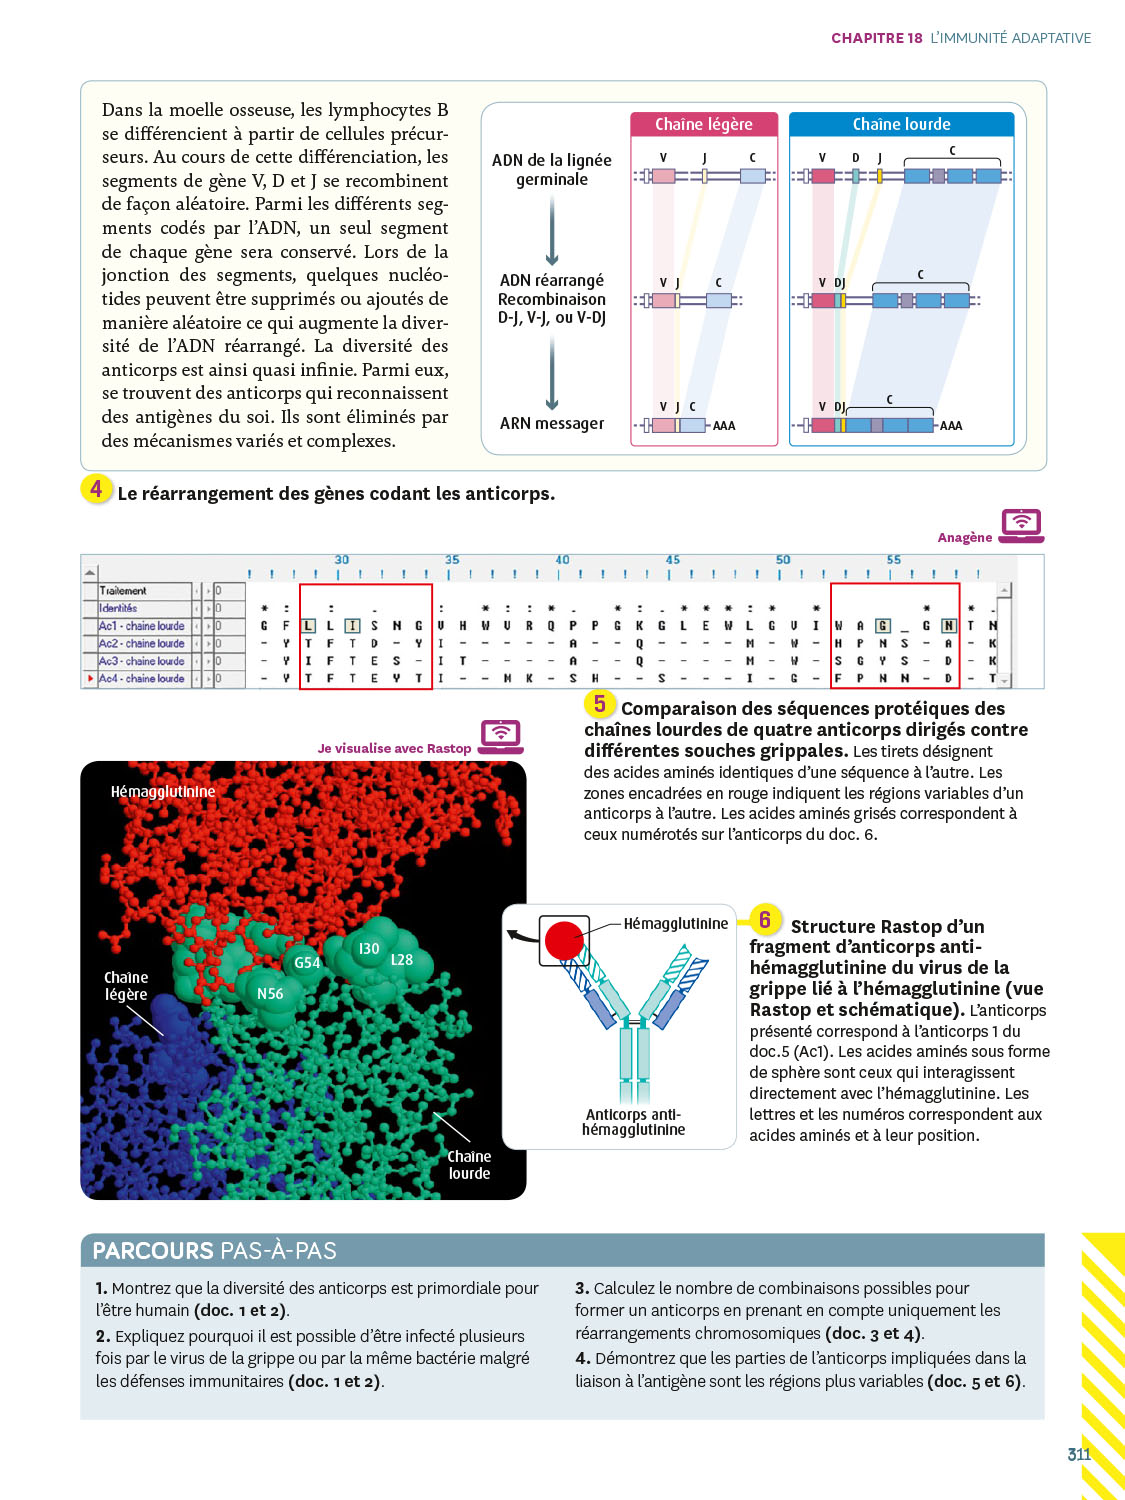 CHAPITRE 18 L'IMMUNITÉ ADAPTATIVE
Dans la moelle osseuse, les lymphocytes B
se différencient à partir de cellules précur-
seurs. Au cours de cette différenciation, les
segments de gène V, D et J se recombinent
de façon aléatoire. Parmi les différents seg-
ments codés par l'ADN, un seul segment
de chaque gène sera conservé. Lors de la
jonction des segments, quelques nucléo-
tides peuvent être supprimés ou ajoutés de
manière aléatoire ce qui augmente la diver-
sité de l'ADN réarrangé. La diversité des
anticorps est ainsi quasi infinie. Parmi eux,
se trouvent des anticorps qui reconnaissent
des antigènes du soi. Ils sont éliminés par
des mécanismes variés et complexes.
Chaîne légère
Chaîne lourde
ADN de la lignée
germinale
V J C
V D J C
ADN réarrangé
Recombinaison
D-J, V-J, ou V-DJ
V J C
V DJ C
ARN messager
V J C AAA
V DJ C AAA
4 Le réarrangement des gènes codant les anticorps.
Anagène
30 35 40 45 50 55
Traitement 0
Identités 0 * : : . : * : : * . * : . * * * : * * * * .
Ac1 - chaine lourde 0 G F L L I S N G V H W V R Q P P G K G L E W L G V I W A G _ G N T N
Ac2 - chaine lourde 0 - Y T F T D - Y I - - - - - A - - Q - - - - M - W - H P N S - A - K
Ac3 - chaine lourde 0 - Y I F T E S - I T - - - - A - - Q - - - - M - W - S G Y S - D - K
Ac4 - chaine lourde 0 - Y T F T E Y T I - - M K - S H - - S - - - I - G - F P N N - D - T
5 Comparaison des séquences protéiques des
chaînes lourdes de quatre anticorps dirigés contre
différentes souches grippales. Les tirets désignent
des acides aminés identiques d'une séquence à l'autre. Les
zones encadrées en rouge indiquent les régions variables d'un
anticorps à l'autre. Les acides aminés grisés correspondent à
ceux numérotés sur l'anticorps du doc. 6.
Je visualise avec Rastop
Hémagglutinine
I30
G54
L28
N56
Chaîne
légère
Chaîne
lourde
Hémagglutinine
Anticorps anti-
hémagglutinine
6 Structure Rastop d'un
fragment d'anticorps anti-
hémagglutinine du virus de la
grippe lié à l'hémagglutinine (vue
Rastop et schématique). L'anticorps
présenté correspond à l'anticorps 1 du
doc.5 (Ac1). Les acides aminés sous forme
de sphère sont ceux qui interagissent
directement avec l'hémagglutinine. Les
lettres et les numéros correspondent aux
acides aminés et à leur position.
PARCOURS PAS-À-PAS
1. Montrez que la diversité des anticorps est primordiale pour
l'être humain (doc. 1 et 2).
2. Expliquez pourquoi il est possible d'être infecté plusieurs
fois par le virus de la grippe ou par la même bactérie malgré
les défenses immunitaires (doc. 1 et 2).
3. Calculez le nombre de combinaisons possibles pour
former un anticorps en prenant en compte uniquement les
réarrangements chromosomiques (doc. 3 et 4).
4. Démontrez que les parties de l'anticorps impliquées dans la
liaison à l'antigène sont les régions plus variables (doc. 5 et 6).
311